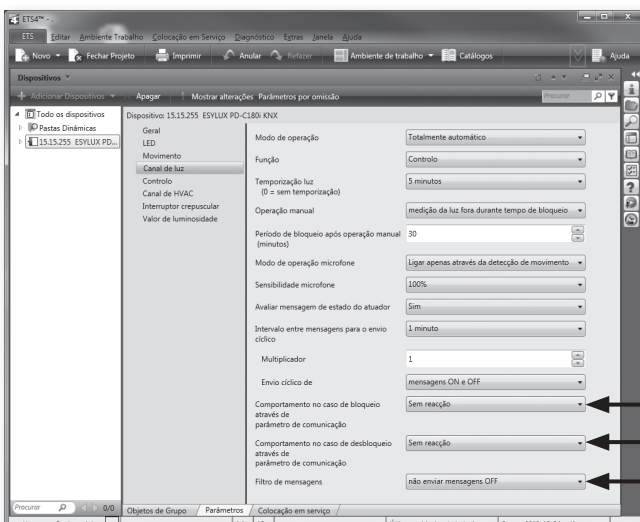 ETS4™ - .
ETS Editar Ambiente Trabalho Colocação em Serviço Diagnóstico Extras Janela Ajuda
Novo Fechar Projeto Imprimir Anular Refazer Ambiente de trabalho Catálogos Ajuda
Dispositivos
Adicionar Dispositivos Apagar Mostrar alterações Parâmetros por omissão Procurar
Todo os dispositivos
Pastas Dinâmicas
15.15.255 ESYLUX PD...
Dispositivo: 15.15.255 ESYLUX PD-C180i KNX
Geral
LED
Movimento
Canal de luz
Controlo
Canal de HVAC
Interruptor crepuscular
Valor de luminosidade
Modo de operação Totalmente automático
Função Controlo
Temporização luz
(0 = sem temporização) 5 minutos
Operação manual medição da luz fora durante tempo de bloqueio
Período de bloqueio após operação manual
(minutos) 30
Modo de operação microfone Ligar apenas através da detecção de movimento
Sensibilidade microfone 100%
Avaliar mensagem de estado do atuador Sim
Intervalo entre mensagens para o envio
cíclico 1 minuto
Multiplicador 1
Envio cíclico de mensagens ON e OFF
Comportamento no caso de bloqueio
através de
parâmetro de comunicação Sem reacção
Comportamento no caso de desbloqueio
através de
parâmetro de comunicação Sem reacção
Filtro de mensagens não enviar mensagens OFF
Procurar 0/0
Objetos de Grupo Parâmetros Colocação em serviço